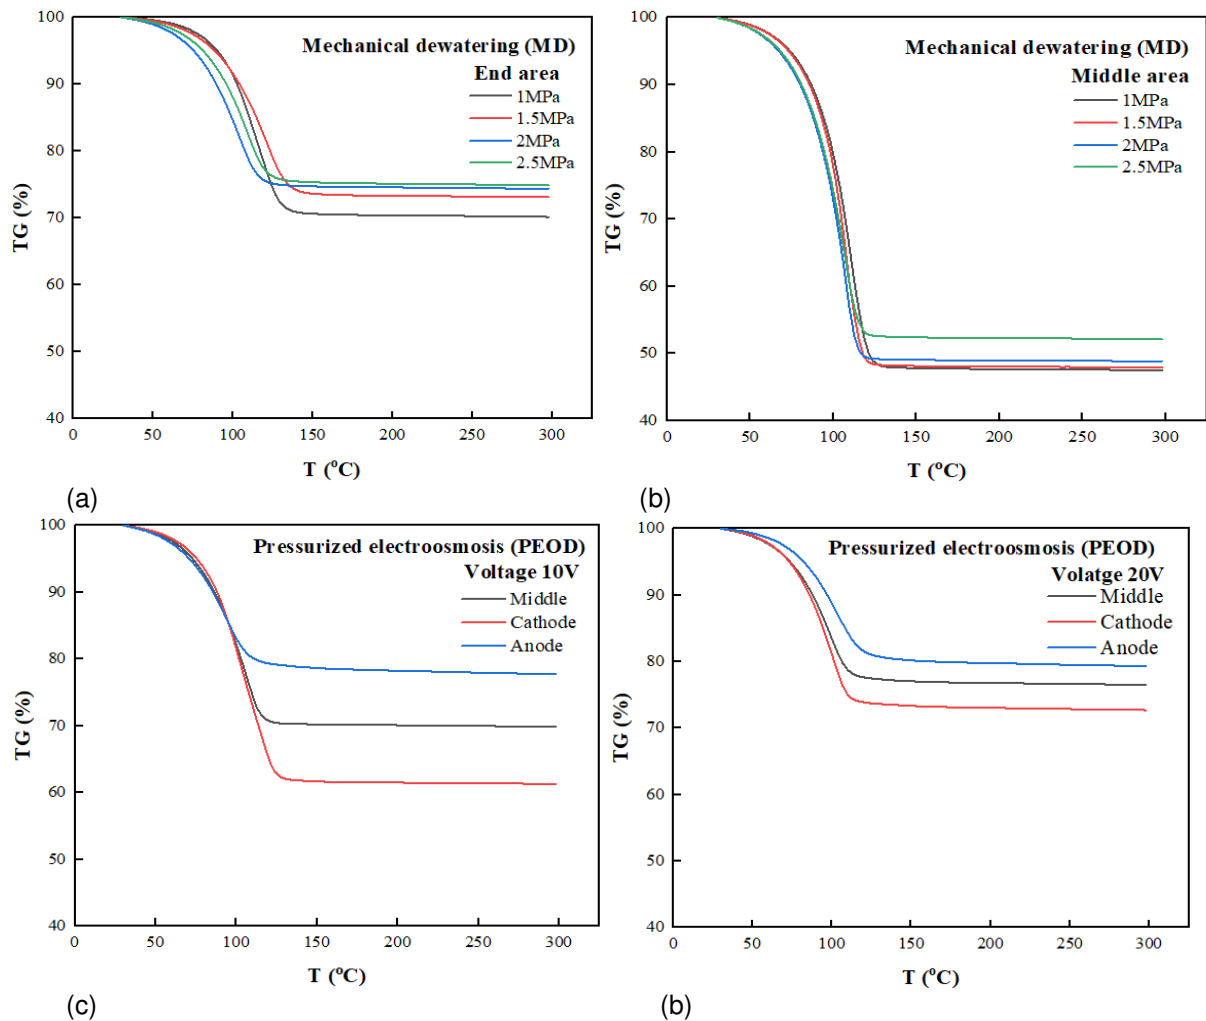 100
90
80
70
60
50
40
TG (%)
Mechanical dewatering (MD)
End area
1MPa
1.5MPa
2MPa
2.5MPa
0 50 100 150 200 250 300
T (°C)
(a)
100
90
80
70
60
50
40
TG (%)
Mechanical dewatering (MD)
Middle area
1MPa
1.5MPa
2MPa
2.5MPa
0 50 100 150 200 250 300
T (°C)
(b)
100
90
80
70
60
50
40
TG (%)
Pressurized electroosmosis (PEOD)
Voltage 10V
Middle
Cathode
Anode
0 50 100 150 200 250 300
T (°C)
(c)
100
90
80
70
60
50
40
TG (%)
Pressurized electroosmosis (PEOD)
Volatge 20V
Middle
Cathode
Anode
0 50 100 150 200 250 300
T (°C)
(b)